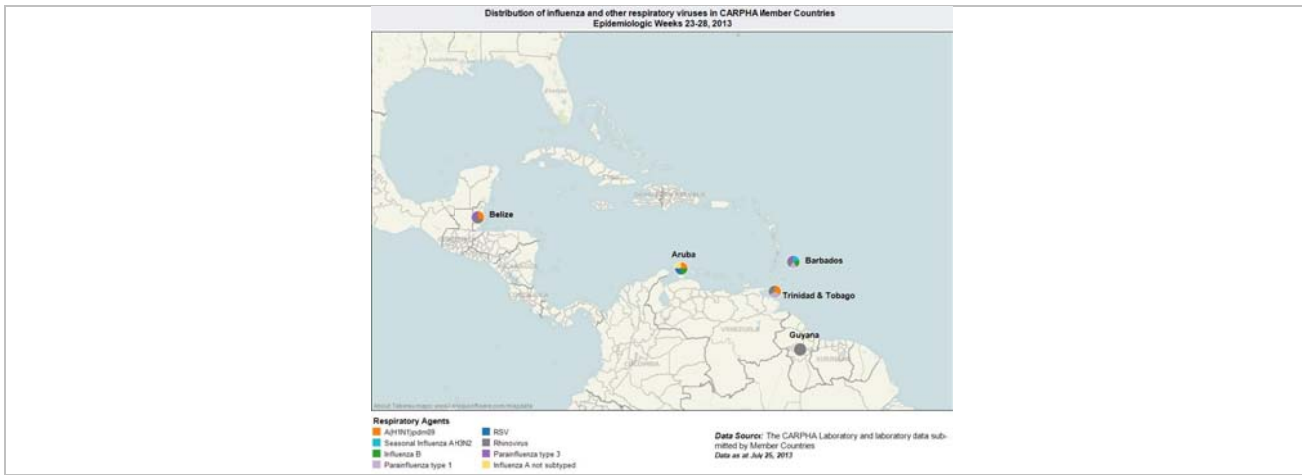 Distribution of influenza and other respiratory viruses in CARPHA Member Countries
Epidemiologic Weeks 23-28, 2013
Belize
Aruba
Barbados
Trinidad & Tobago
Guyana
VENEZUELA
Respiratory Agents
A(H1N1)pdm09
Seasonal Influenza A H3N2
Influenza B
Parainfluenza type 1
RSV
Rhinovirus
Parainfluenza type 3
Influenza A not subtyped
Data Source: The CARPHA Laboratory and laboratory data sub-
mitted by Member Countries
Data as at July 25, 2013